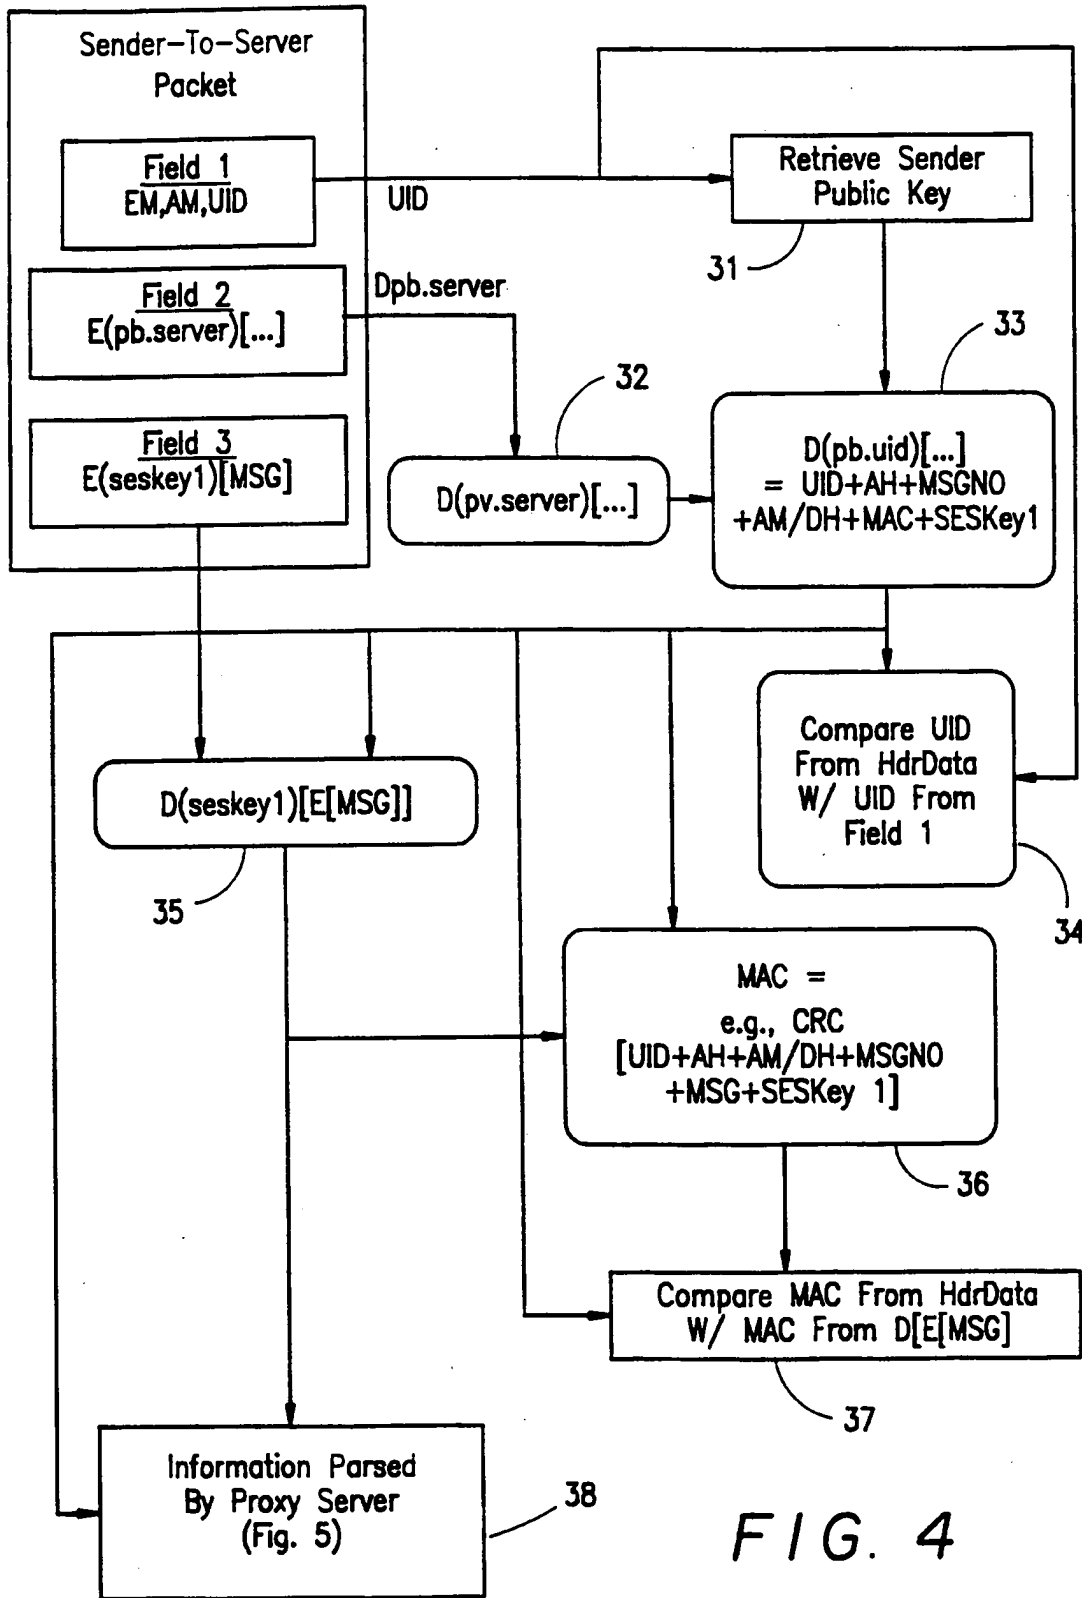 Sender-To-Server
Packet
Field 1
EM,AM,UID
UID
Retrieve Sender
Public Key
31
Field 2
E(pb.server)[...]
Dpb.server
33
32
Field 3
E(seskey1)[MSG]
D(pv.server)[...]
D(pb.uid)[...]
= UID+AH+MSGNO
+AM/DH+MAC+SESKey1
Compare UID
From HdrData
W/ UID From
Field 1
34
D(seskey1)[E[MSG]]
35
MAC =
e.g., CRC
[UID+AH+AM/DH+MSGNO
+MSG+SESKey 1]
36
Compare MAC From HdrData
W/ MAC From D[E[MSG]
37
Information Parsed
By Proxy Server
(Fig. 5)
38
FIG. 4